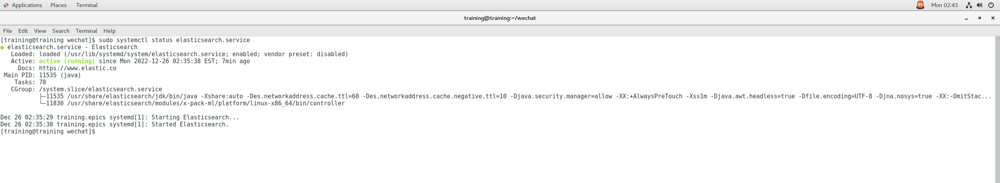 Applications Places Terminal Mon 02:43
training@training:~/wechat
File Edit View Search Terminal Help
[training@training wechat]$ sudo systemctl status elasticsearch.service
● elasticsearch.service - Elasticsearch
   Loaded: loaded (/usr/lib/systemd/system/elasticsearch.service; enabled; vendor preset: disabled)
   Active: active (running) since Mon 2022-12-26 02:35:38 EST; 7min ago
     Docs: https://www.elastic.co
 Main PID: 11535 (java)
    Tasks: 78
   CGroup: /system.slice/elasticsearch.service
           ├─11535 /usr/share/elasticsearch/jdk/bin/java -Xshare:auto -Des.networkaddress.cache.ttl=60 -Des.networkaddress.cache.negative.ttl=10 -Djava.security.manager=allow -XX:+AlwaysPreTouch -Xss1m -Djava.awt.headless=true -Dfile.encoding=UTF-8 -Djna.nosys=true -XX:-OmitStac...
           └─11830 /usr/share/elasticsearch/modules/x-pack-ml/platform/linux-x86_64/bin/controller

Dec 26 02:35:29 training.epics systemd[1]: Starting Elasticsearch...
Dec 26 02:35:38 training.epics systemd[1]: Started Elasticsearch.
[training@training wechat]$